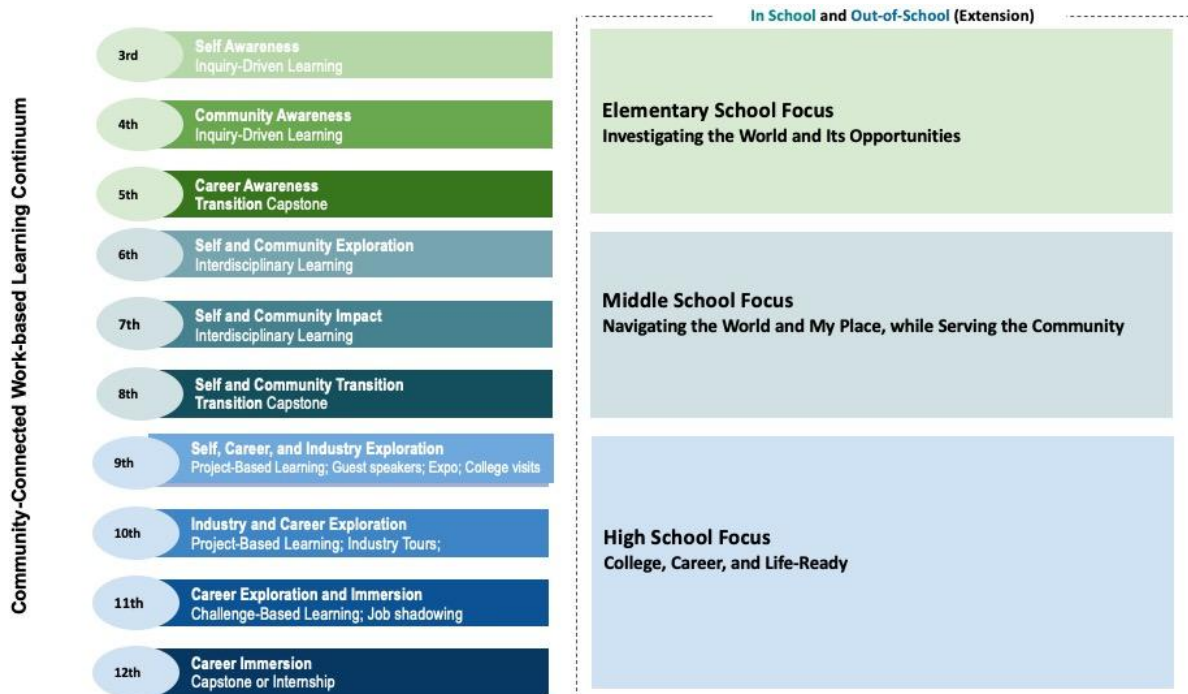 In School and Out-of-School (Extension)
Community-Connected Work-based Learning Continuum
3rd
Self Awareness
Inquiry-Driven Learning
4th
Community Awareness
Inquiry-Driven Learning
5th
Career Awareness
Transition Capstone
Elementary School Focus
Investigating the World and Its Opportunities
6th
Self and Community Exploration
Interdisciplinary Learning
7th
Self and Community Impact
Interdisciplinary Learning
8th
Self and Community Transition
Transition Capstone
Middle School Focus
Navigating the World and My Place, while Serving the Community
9th
Self, Career, and Industry Exploration
Project-Based Learning; Guest speakers; Expo; College visits
10th
Industry and Career Exploration
Project-Based Learning; Industry Tours;
11th
Career Exploration and Immersion
Challenge-Based Learning; Job shadowing
12th
Career Immersion
Capstone or Internship
High School Focus
College, Career, and Life-Ready